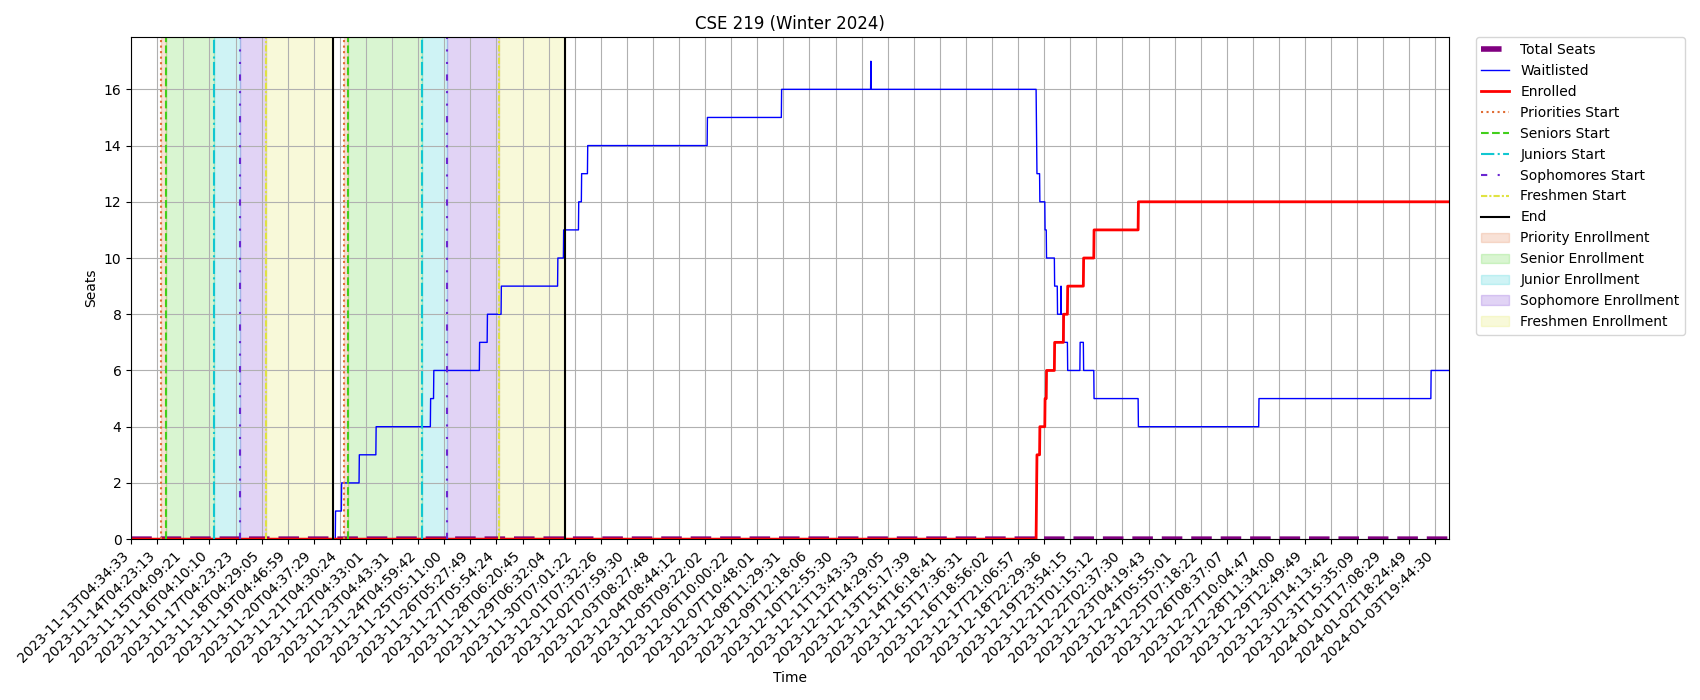 CSE 219 (Winter 2024)
Seats
16
14
12
10
8
6
4
2
0
2023-11-13T04:34:33
2023-11-14T04:23:13
2023-11-15T04:09:21
2023-11-16T04:10:10
2023-11-17T04:23:23
2023-11-18T04:29:05
2023-11-19T04:46:59
2023-11-20T04:37:29
2023-11-21T04:30:24
2023-11-22T04:33:01
2023-11-23T04:43:31
2023-11-24T04:59:42
2023-11-25T05:11:00
2023-11-26T05:27:49
2023-11-27T05:54:24
2023-11-28T06:20:45
2023-11-29T06:32:04
2023-11-30T07:01:22
2023-12-01T07:32:26
2023-12-02T07:59:30
2023-12-03T08:27:48
2023-12-04T08:44:12
2023-12-05T09:22:02
2023-12-06T10:00:22
2023-12-07T10:48:01
2023-12-08T11:29:31
2023-12-09T12:18:06
2023-12-10T12:55:30
2023-12-11T13:43:33
2023-12-12T14:29:05
2023-12-13T15:17:39
2023-12-14T16:18:41
2023-12-15T17:36:31
2023-12-16T18:56:02
2023-12-17T21:06:57
2023-12-18T22:29:36
2023-12-19T23:54:15
2023-12-21T01:15:12
2023-12-22T02:37:30
2023-12-23T04:19:43
2023-12-24T05:55:01
2023-12-25T07:18:22
2023-12-26T08:37:07
2023-12-27T10:04:47
2023-12-28T11:34:00
2023-12-29T12:49:49
2023-12-30T14:13:42
2023-12-31T15:35:09
2024-01-01T17:08:29
2024-01-02T18:24:49
2024-01-03T19:44:30
Time
Total Seats
Waitlisted
Enrolled
Priorities Start
Seniors Start
Juniors Start
Sophomores Start
Freshmen Start
End
Priority Enrollment
Senior Enrollment
Junior Enrollment
Sophomore Enrollment
Freshmen Enrollment